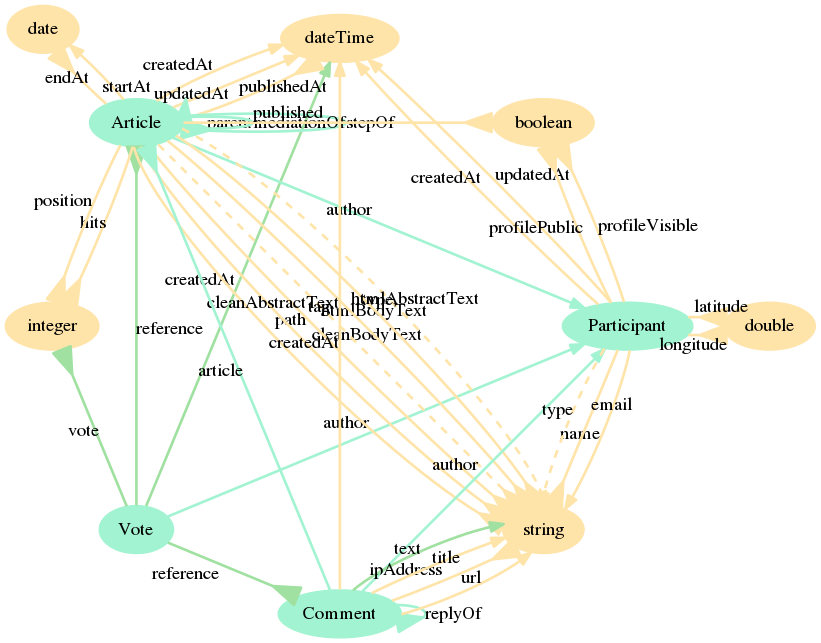 date
dateTime
createdAt
endAt
startAt
updatedAt
publishedAt
published
Article
stepOf
boolean
createdAt
updatedAt
position
author
hits
profilePublic
profileVisible
createdAt
cleanAbstractText
htmlAbstractText
latitude
path
htmlBodyText
integer
reference
cleanBodyText
Participant
double
createdAt
longitude
article
type
email
vote
author
name
author
Vote
string
text
title
reference
ipAddress
url
Comment
replyOf